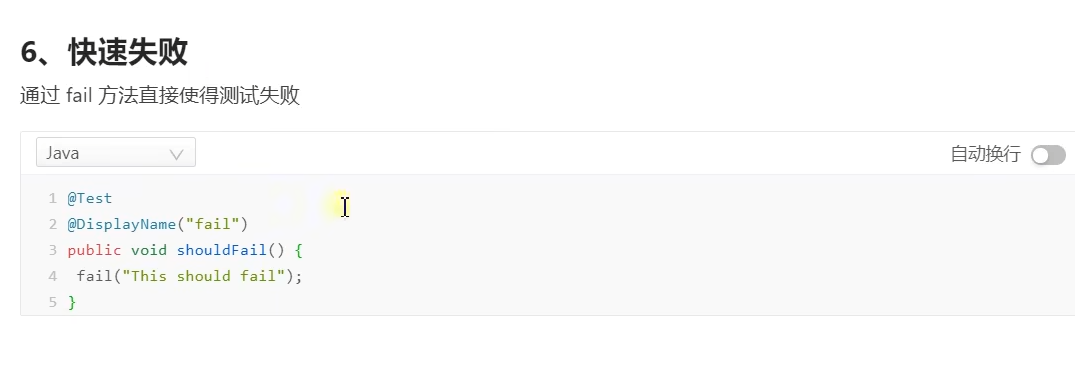 6、快速失败
通过 fail 方法直接使得测试失败
Java
自动换行
1 @Test
2 @DisplayName("fail")
3 public void shouldFail() {
4  fail("This should fail");
5 }